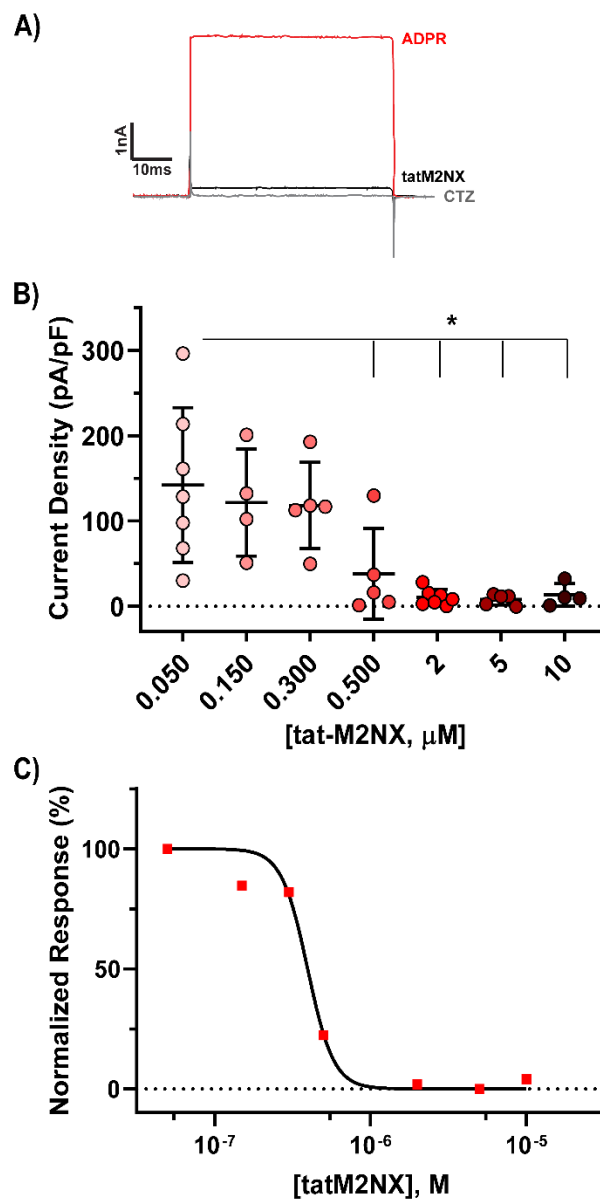 A)
ADPR
1nA
10ms
tatM2NX
CTZ
B)
*
Current Density (pA/pF)
300
200
100
0
0.050 0.150 0.300 0.500 2 5 10
[tat-M2NX, μM]
C)
Normalized Response (%)
100
50
0
10⁻⁷ 10⁻⁶ 10⁻⁵
[tatM2NX], M